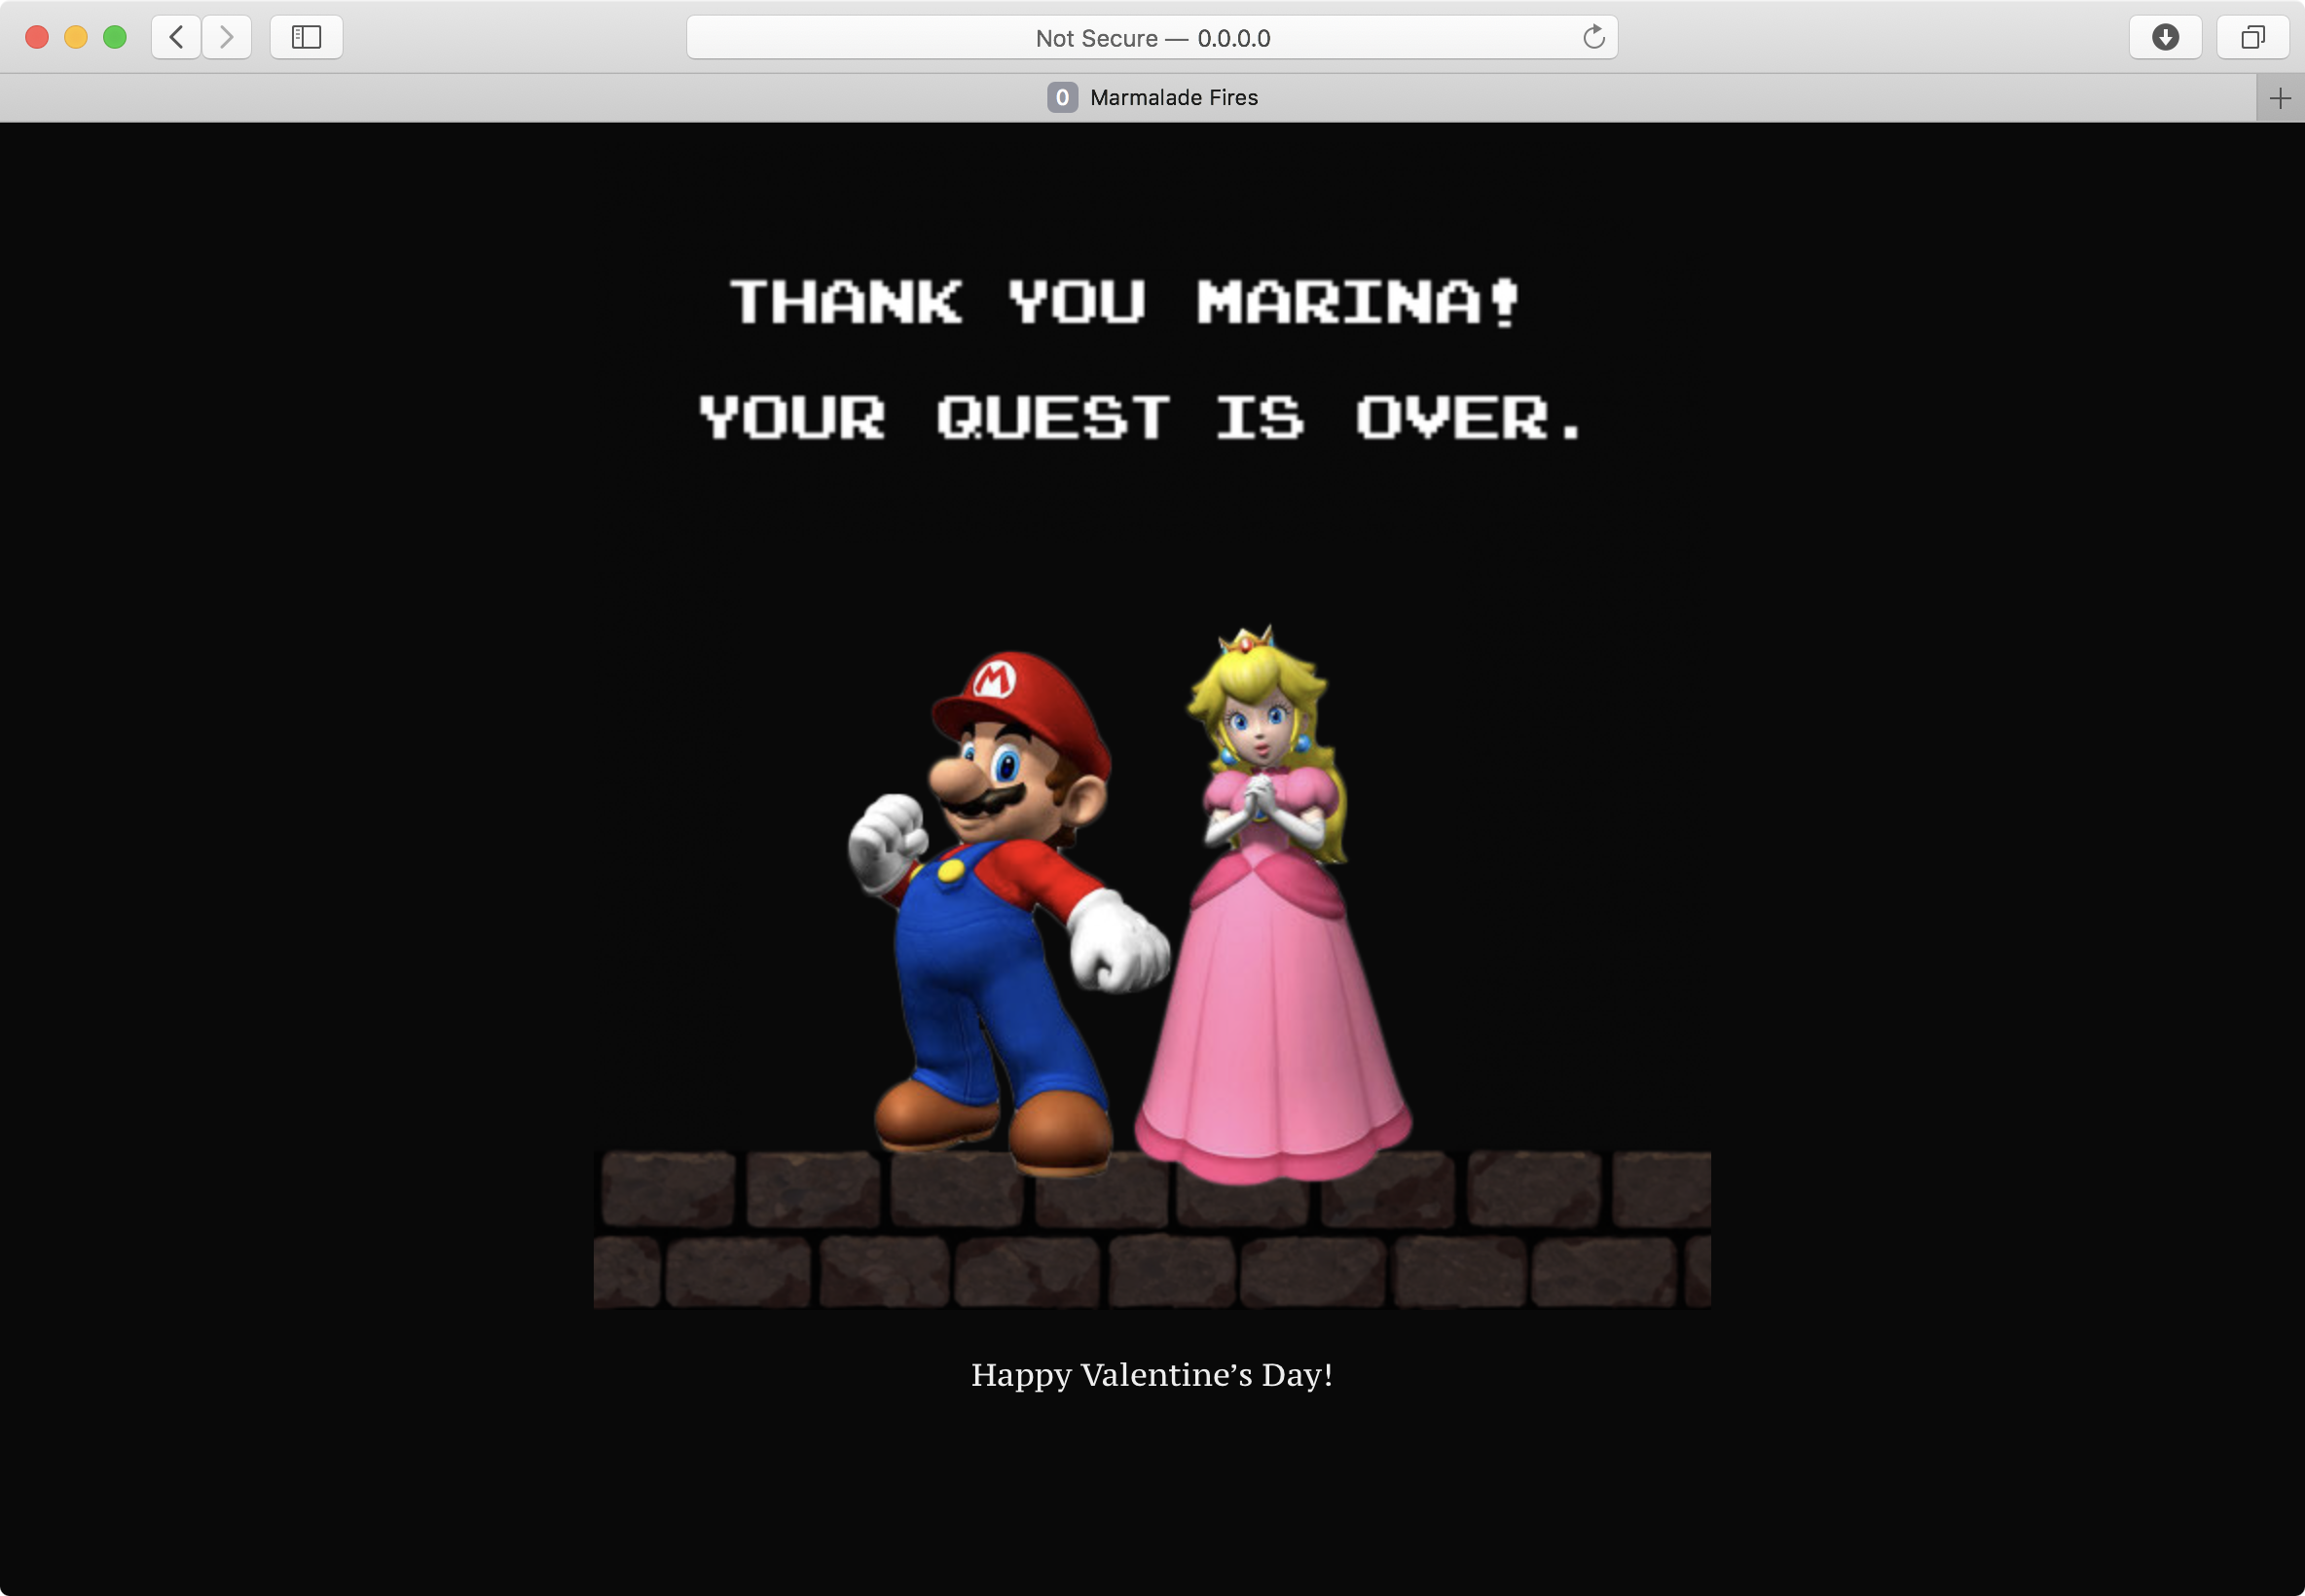 Not Secure — 0.0.0.0
0 Marmalade Fires
THANK YOU MARINA!
YOUR QUEST IS OVER.
M
Happy Valentine’s Day!